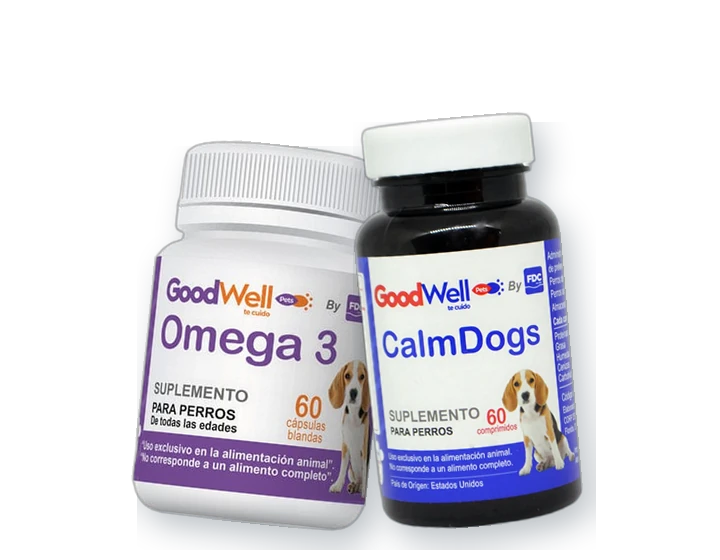 GoodWell Pets
te cuido
By FDC
Omega 3
SUPLEMENTO
PARA PERROS
De todas las edades
60
cápsulas
blandas
"Uso exclusivo en la alimentación animal".
"No corresponde a un alimento completo".
GoodWell Pets
te cuido
By FDC
CalmDogs
SUPLEMENTO
PARA PERROS
60
comprimidos
Uso exclusivo en la alimentación animal.
No corresponde a un alimento completo.
País de Origen: Estados Unidos